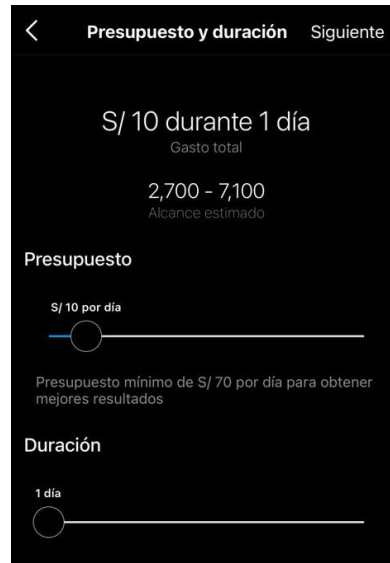 Presupuesto y duración Siguiente
S/ 10 durante 1 día
Gasto total
2,700 - 7,100
Alcance estimado
Presupuesto
S/ 10 por día
Presupuesto mínimo de S/ 70 por día para obtener
mejores resultados
Duración
1 día